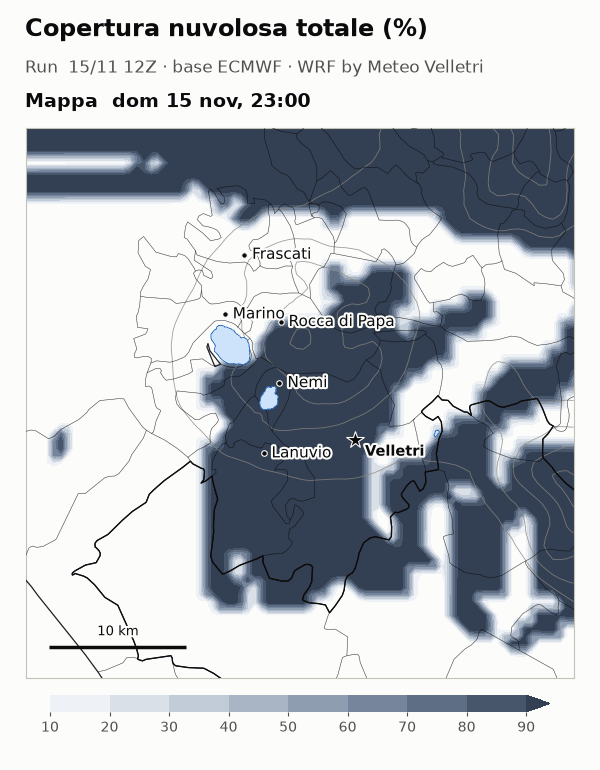 Copertura nuvolosa totale (%)
Run  15/11 12Z · base ECMWF · WRF by Meteo Velletri
Mappa  dom 15 nov, 23:00
Frascati
Marino
Rocca di Papa
Nemi
Velletri
Lanuvio
10 km
10 20 30 40 50 60 70 80 90